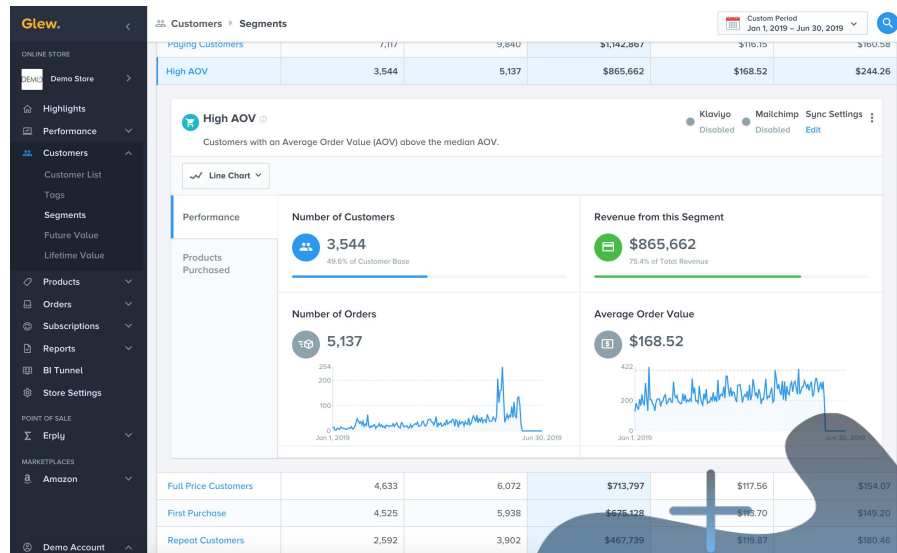 Glew.
Customers Segments
Custom Period
Jan 1, 2019 – Jun 30, 2019
ONLINE STORE
DEMO Demo Store
Highlights
Performance
Customers
Customer List
Tags
Segments
Future Value
Lifetime Value
Products
Orders
Subscriptions
Reports
BI Tunnel
Store Settings
POINT OF SALE
Erply
MARKETPLACES
Amazon
Demo Account
Paying Customers 7,117 9,840 $1,142,867 $116.15 $160.58
High AOV 3,544 5,137 $865,662 $168.52 $244.26
High AOV
Customers with an Average Order Value (AOV) above the median AOV.
Klaviyo
Disabled
Mailchimp
Disabled
Sync Settings
Edit
Line Chart
Performance
Products
Purchased
Number of Customers
3,544
49.6% of Customer Base
Revenue from this Segment
$865,662
75.4% of Total Revenue
Number of Orders
5,137
254
200
100
0
Jan 1, 2019 Jun 30, 2019
Average Order Value
$168.52
422
200
0
Jan 1, 2019 Jun 30, 2019
Full Price Customers 4,633 6,072 $713,797 $117.56 $154.07
First Purchase 4,525 5,938 $675,128 $113.70 $149.20
Repeat Customers 2,592 3,902 $467,739 $119.87 $180.46